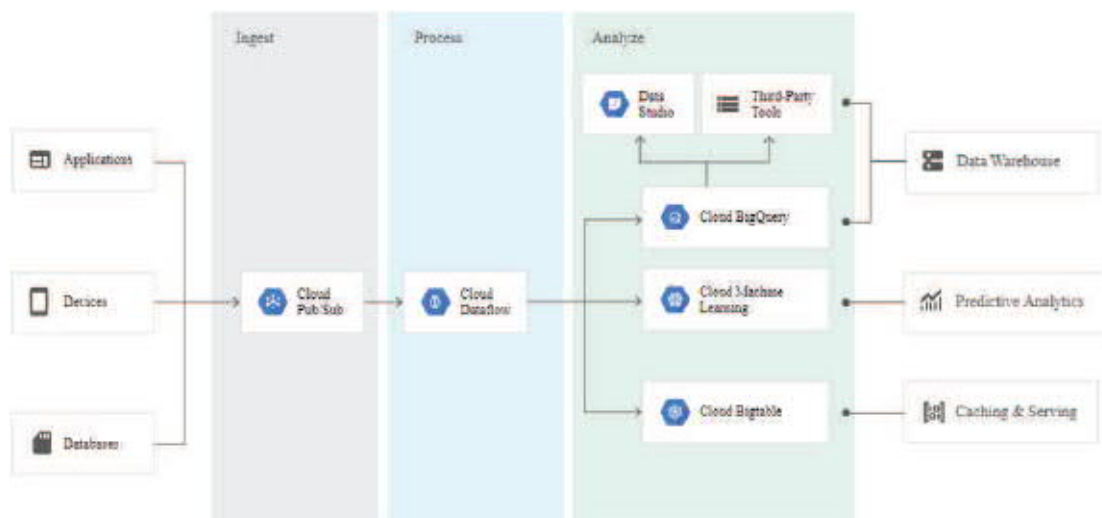 Ingest
Process
Analyze
Data
Studio
Third-Party
Tools
Applications
Data Warehouse
Cloud BigQuery
Devices
Cloud
Pub/Sub
Cloud
Dataflow
Cloud Machine
Learning
Predictive Analytics
Cloud Bigtable
Caching & Serving
Databases